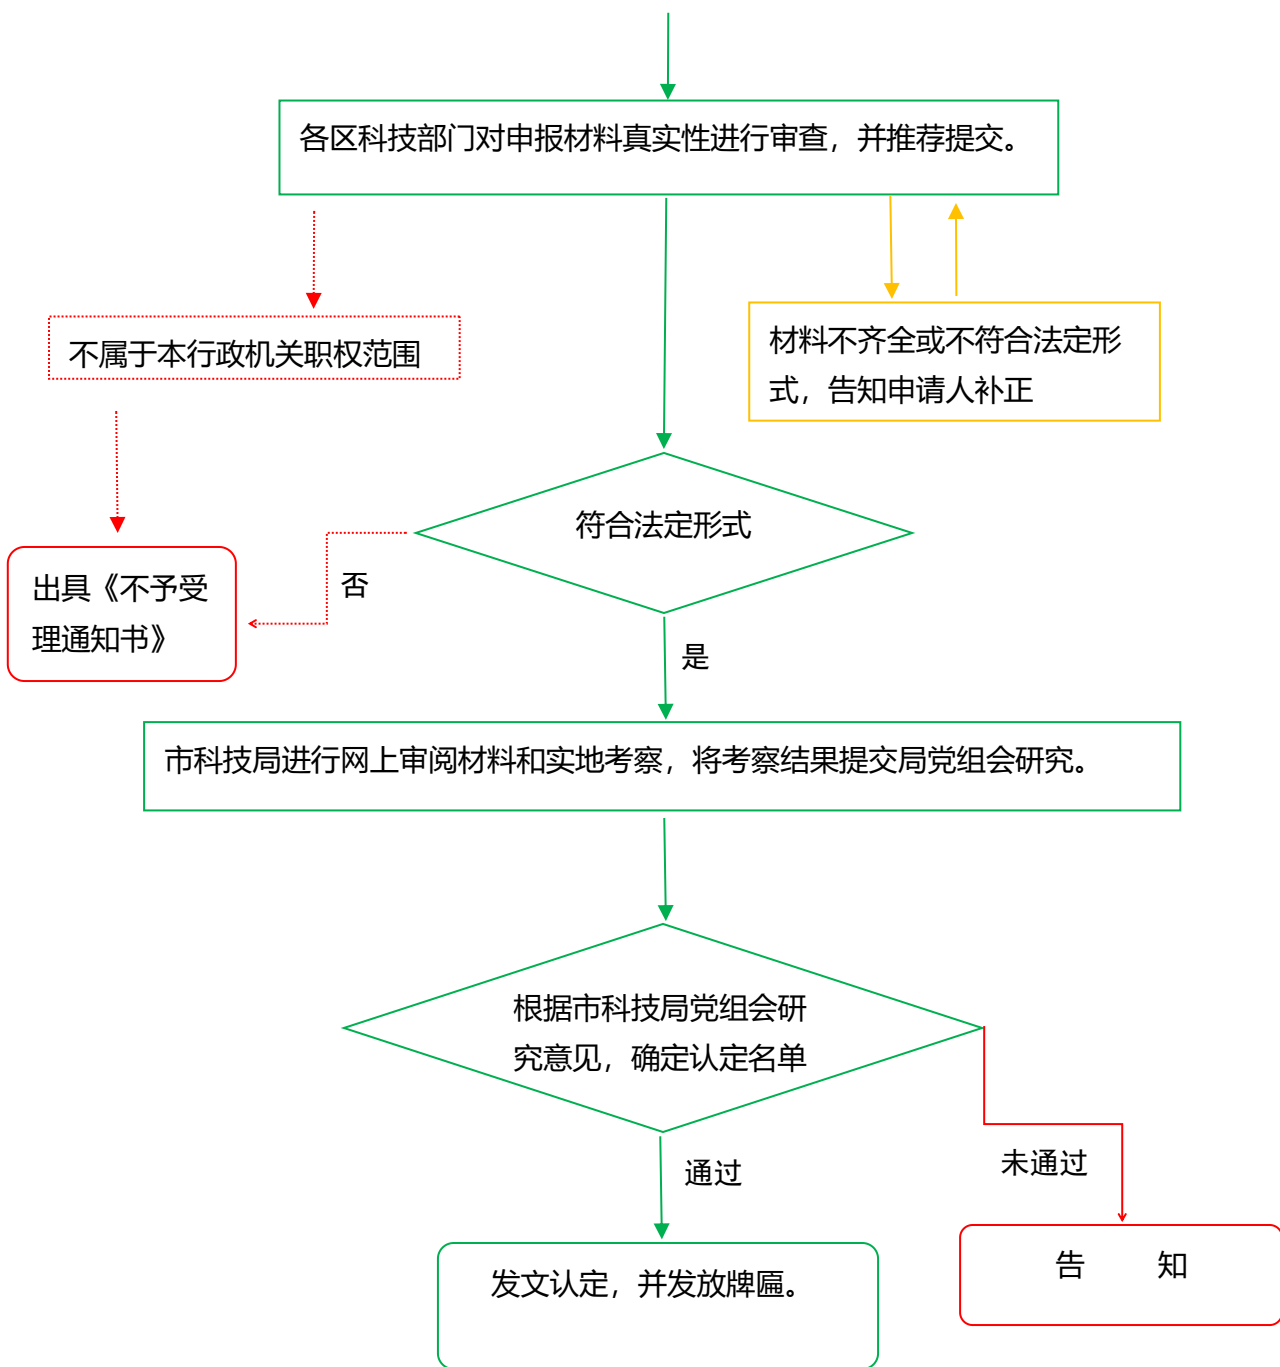 各区科技部门对申报材料真实性进行审查，并推荐提交。
不属于本行政机关职权范围
材料不齐全或不符合法定形
式，告知申请人补正
符合法定形式
否
出具《不予受
理通知书》
是
市科技局进行网上审阅材料和实地考察，将考察结果提交局党组会研究。
根据市科技局党组会研
究意见，确定认定名单
通过
未通过
发文认定，并发放牌匾。
告 知